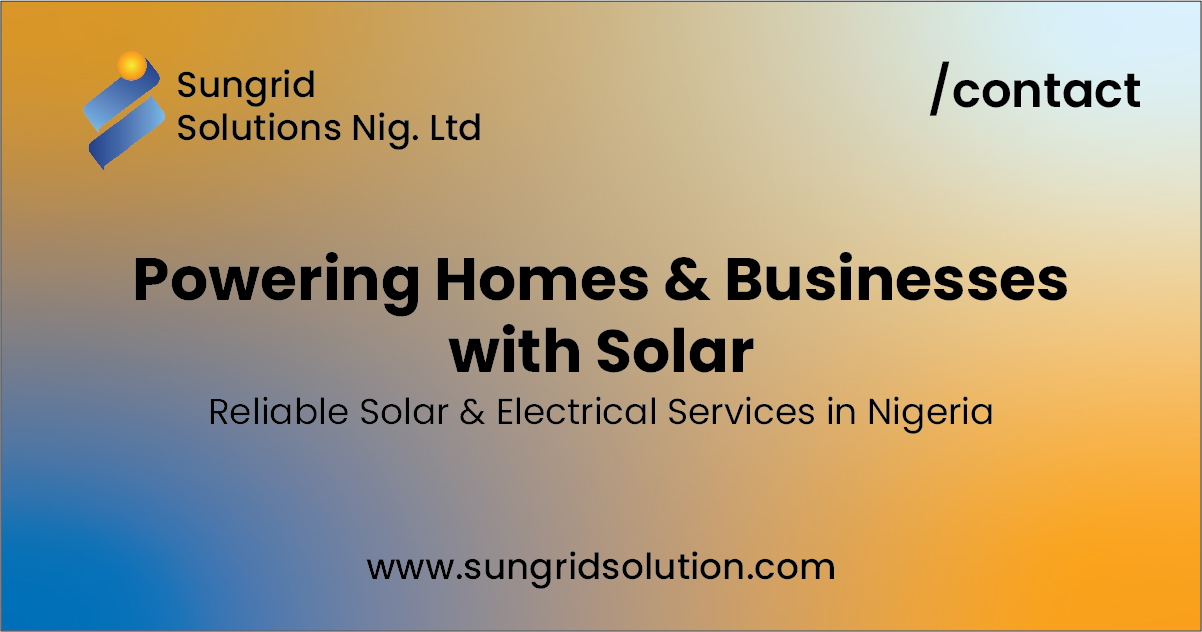 Sungrid
Solutions Nig. Ltd
/contact
Powering Homes & Businesses
with Solar
Reliable Solar & Electrical Services in Nigeria
www.sungridsolution.com